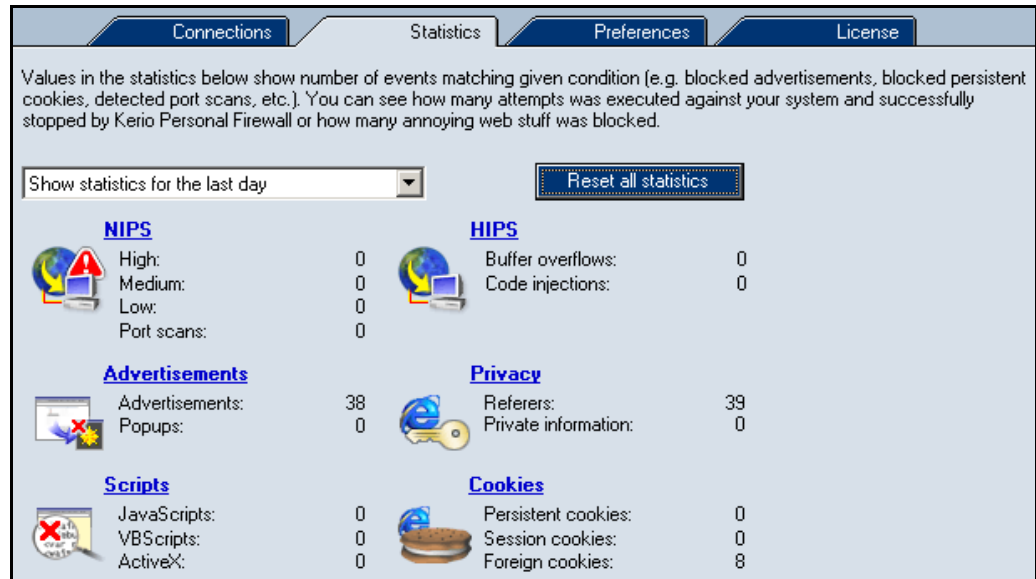 Connections Statistics Preferences License
Values in the statistics below show number of events matching given condition (e.g. blocked advertisements, blocked persistent
cookies, detected port scans, etc.). You can see how many attempts was executed against your system and successfully
stopped by Kerio Personal Firewall or how many annoying web stuff was blocked.
Show statistics for the last day
Reset all statistics
NIPS
High: 0
Medium: 0
Low: 0
Port scans: 0
HIPS
Buffer overflows: 0
Code injections: 0
Advertisements
Advertisements: 38
Popups: 0
Privacy
Referers: 39
Private information: 0
Scripts
JavaScripts: 0
VBScripts: 0
ActiveX: 0
Cookies
Persistent cookies: 0
Session cookies: 0
Foreign cookies: 8